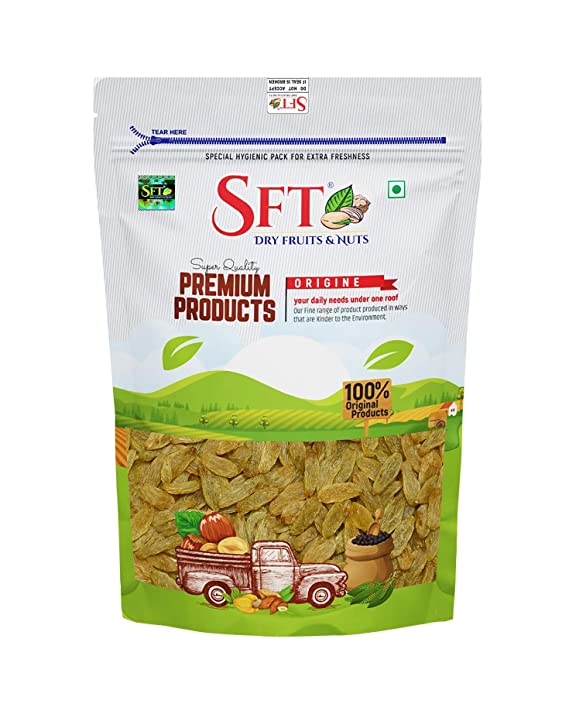 DO NOT ACCEPT
IF SEAL IS BROKEN
SFT
TEAR HERE
SPECIAL HYGIENIC PACK FOR EXTRA FRESHNESS
SFT
SFT®
DRY FRUITS & NUTS
Super Quality
PREMIUM
PRODUCTS
ORIGINE
your daily needs under one roof
Our Fine range of product produced in ways
that are Kinder to the Environment.
100%
Original
Products